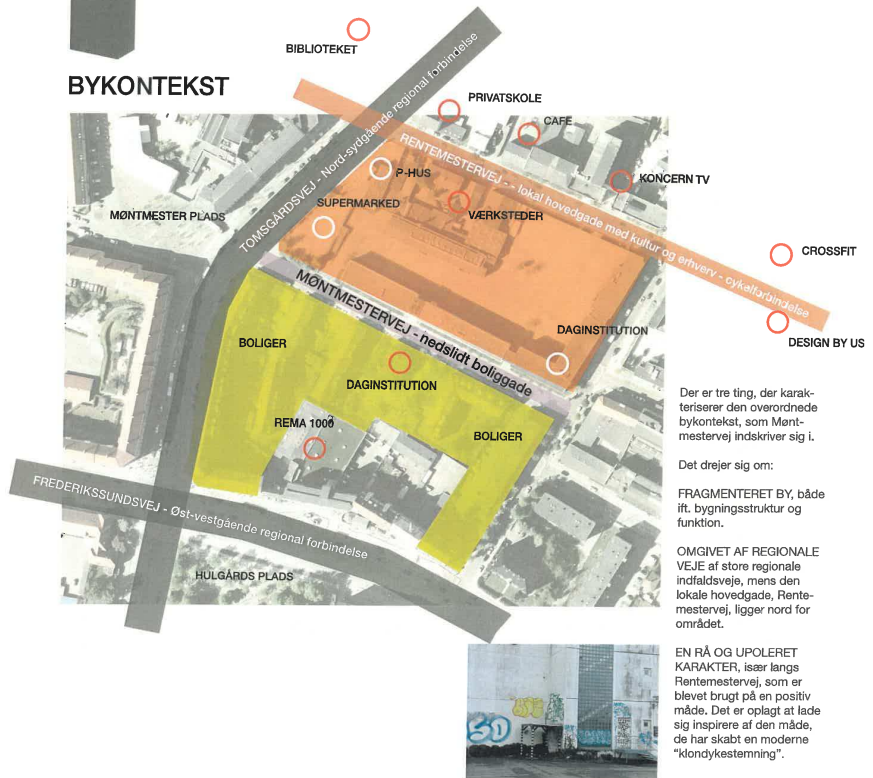 BIBLIOTEKET
BYKONTEKST
PRIVATSKOLE
CAFE
KONCERN TV
P-HUS
SUPERMARKED
VÆRKSTEDER
MØNTMESTER PLADS
TOMSGÅRDSVEJ - Nord-sydgående regional forbindelse
RENTEMESTERVEJ - - lokal hovedgade med kultur og erhverv - cykelforbindelse
CROSSFIT
DESIGN BY US
MØNTMESTERVEJ - nedslidt boliggade
DAGINSTITUTION
BOLIGER
DAGINSTITUTION
REMA 1000
BOLIGER
FREDERIKSSUNDSVEJ - Øst-vestgående regional forbindelse
HULGÅRDS PLADS
Der er tre ting, der karak-
teriserer den overordnede
bykontekst, som Mønt-
mestervej indskriver sig i.
Det drejer sig om:
FRAGMENTERET BY, både
ift. bygningsstruktur og
funktion.
OMGIVET AF REGIONALE
VEJE af store regionale
indfaldsveje, mens den
lokale hovedgade, Rente-
mestervej, ligger nord for
området.
EN RÅ OG UPOLERET
KARAKTER, især langs
Rentemestervej, som er
blevet brugt på en positiv
måde. Det er oplagt at lade
sig inspirere af den måde,
de har skabt en moderne
"klondykestemning".